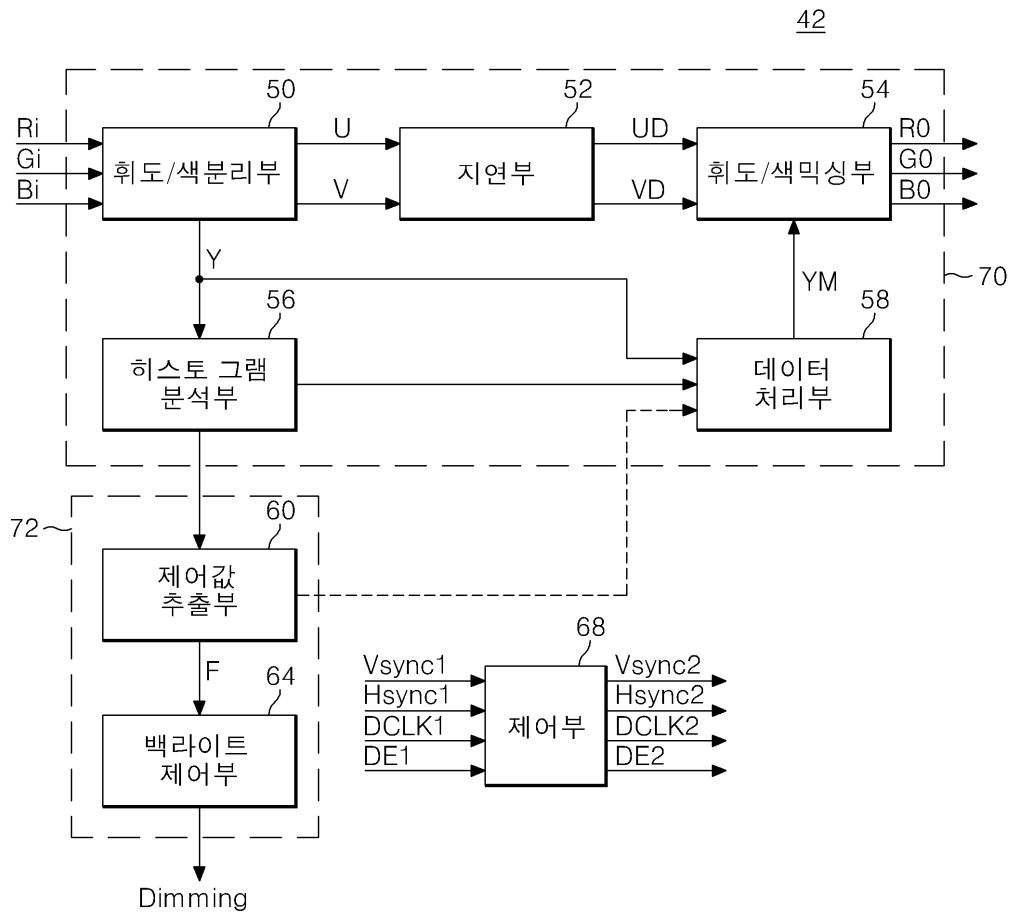 42
50
52
54
Ri
Gi
Bi
휘도/색분리부
U
V
지연부
UD
VD
휘도/색믹싱부
R0
G0
B0
Y
YM
70
56
58
히스토 그램
분석부
데이터
처리부
72
60
제어값
추출부
F
64
백라이트
제어부
Dimming
68
Vsync1
Hsync1
DCLK1
DE1
제어부
Vsync2
Hsync2
DCLK2
DE2